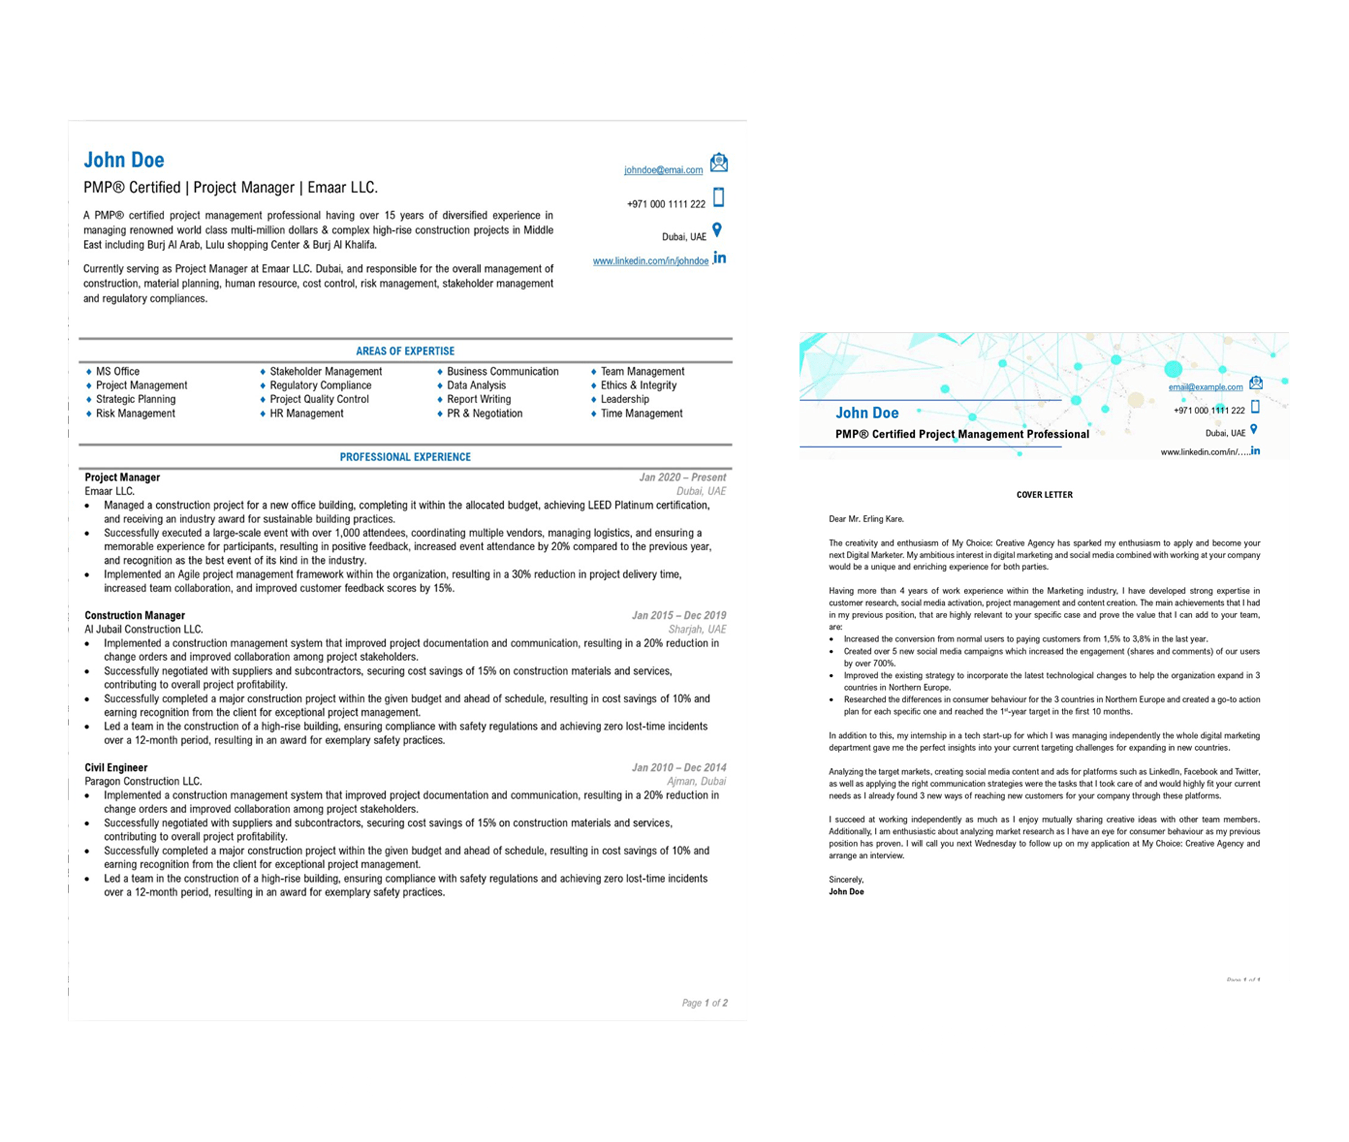 John Doe
PMP® Certified | Project Manager | Emaar LLC.
A PMP® certified project management professional having over 15 years of diversified experience in
managing renowned world class multi-million dollars & complex high-rise construction projects in Middle
East including Burj Al Arab, Lulu shopping Center & Burj Al Khalifa.
Currently serving as Project Manager at Emaar LLC. Dubai, and responsible for the overall management of
construction, material planning, human resource, cost control, risk management, stakeholder management
and regulatory compliances.
johndoe@emai.com
+971 000 1111 222
Dubai, UAE
www.linkedin.com/in/johndoe .in
AREAS OF EXPERTISE
♦ MS Office ♦ Stakeholder Management ♦ Business Communication ♦ Team Management
♦ Project Management ♦ Regulatory Compliance ♦ Data Analysis ♦ Ethics & Integrity
♦ Strategic Planning ♦ Project Quality Control ♦ Report Writing ♦ Leadership
♦ Risk Management ♦ HR Management ♦ PR & Negotiation ♦ Time Management
PROFESSIONAL EXPERIENCE
Project Manager Jan 2020 – Present
Emaar LLC. Dubai, UAE
• Managed a construction project for a new office building, completing it within the allocated budget, achieving LEED Platinum certification,
and receiving an industry award for sustainable building practices.
• Successfully executed a large-scale event with over 1,000 attendees, coordinating multiple vendors, managing logistics, and ensuring a
memorable experience for participants, resulting in positive feedback, increased event attendance by 20% compared to the previous year,
and recognition as the best event of its kind in the industry.
• Implemented an Agile project management framework within the organization, resulting in a 30% reduction in project delivery time,
increased team collaboration, and improved customer feedback scores by 15%.
Construction Manager Jan 2015 – Dec 2019
Al Jubail Construction LLC. Sharjah, UAE
• Implemented a construction management system that improved project documentation and communication, resulting in a 20% reduction in
change orders and improved collaboration among project stakeholders.
• Successfully negotiated with suppliers and subcontractors, securing cost savings of 15% on construction materials and services,
contributing to overall project profitability.
• Successfully completed a major construction project within the given budget and ahead of schedule, resulting in cost savings of 10% and
earning recognition from the client for exceptional project management.
• Led a team in the construction of a high-rise building, ensuring compliance with safety regulations and achieving zero lost-time incidents
over a 12-month period, resulting in an award for exemplary safety practices.
Civil Engineer Jan 2010 – Dec 2014
Paragon Construction LLC. Ajman, Dubai
• Implemented a construction management system that improved project documentation and communication, resulting in a 20% reduction in
change orders and improved collaboration among project stakeholders.
• Successfully negotiated with suppliers and subcontractors, securing cost savings of 15% on construction materials and services,
contributing to overall project profitability.
• Successfully completed a major construction project within the given budget and ahead of schedule, resulting in cost savings of 10% and
earning recognition from the client for exceptional project management.
• Led a team in the construction of a high-rise building, ensuring compliance with safety regulations and achieving zero lost-time incidents
over a 12-month period, resulting in an award for exemplary safety practices.
Page 1 of 2
John Doe
PMP® Certified Project Management Professional
email@example.com
+971 000 1111 222
Dubai, UAE
www.linkedin.com/in/.....in
COVER LETTER
Dear Mr. Erling Kare.
The creativity and enthusiasm of My Choice: Creative Agency has sparked my enthusiasm to apply and become your
next Digital Marketer. My ambitious interest in digital marketing and social media combined with working at your company
would be a unique and enriching experience for both parties.
Having more than 4 years of work experience within the Marketing industry, I have developed strong expertise in
customer research, social media activation, project management and content creation. The main achievements that I had
in my previous position, that are highly relevant to your specific case and prove the value that I can add to your team,
are:
• Increased the conversion from normal users to paying customers from 1,5% to 3,8% in the last year.
• Created over 5 new social media campaigns which increased the engagement (shares and comments) of our users
by over 700%.
• Improved the existing strategy to incorporate the latest technological changes to help the organization expand in 3
countries in Northern Europe.
• Researched the differences in consumer behaviour for the 3 countries in Northern Europe and created a go-to action
plan for each specific one and reached the 1st-year target in the first 10 months.
In addition to this, my internship in a tech start-up for which I was managing independently the whole digital marketing
department gave me the perfect insights into your current targeting challenges for expanding in new countries.
Analyzing the target markets, creating social media content and ads for platforms such as LinkedIn, Facebook and Twitter,
as well as applying the right communication strategies were the tasks that I took care of and would highly fit your current
needs as I already found 3 new ways of reaching new customers for your company through these platforms.
I succeed at working independently as much as I enjoy mutually sharing creative ideas with other team members.
Additionally, I am enthusiastic about analyzing market research as I have an eye for consumer behaviour as my previous
position has proven. I will call you next Wednesday to follow up on my application at My Choice: Creative Agency and
arrange an interview.
Sincerely,
John Doe
Page 1 of 1